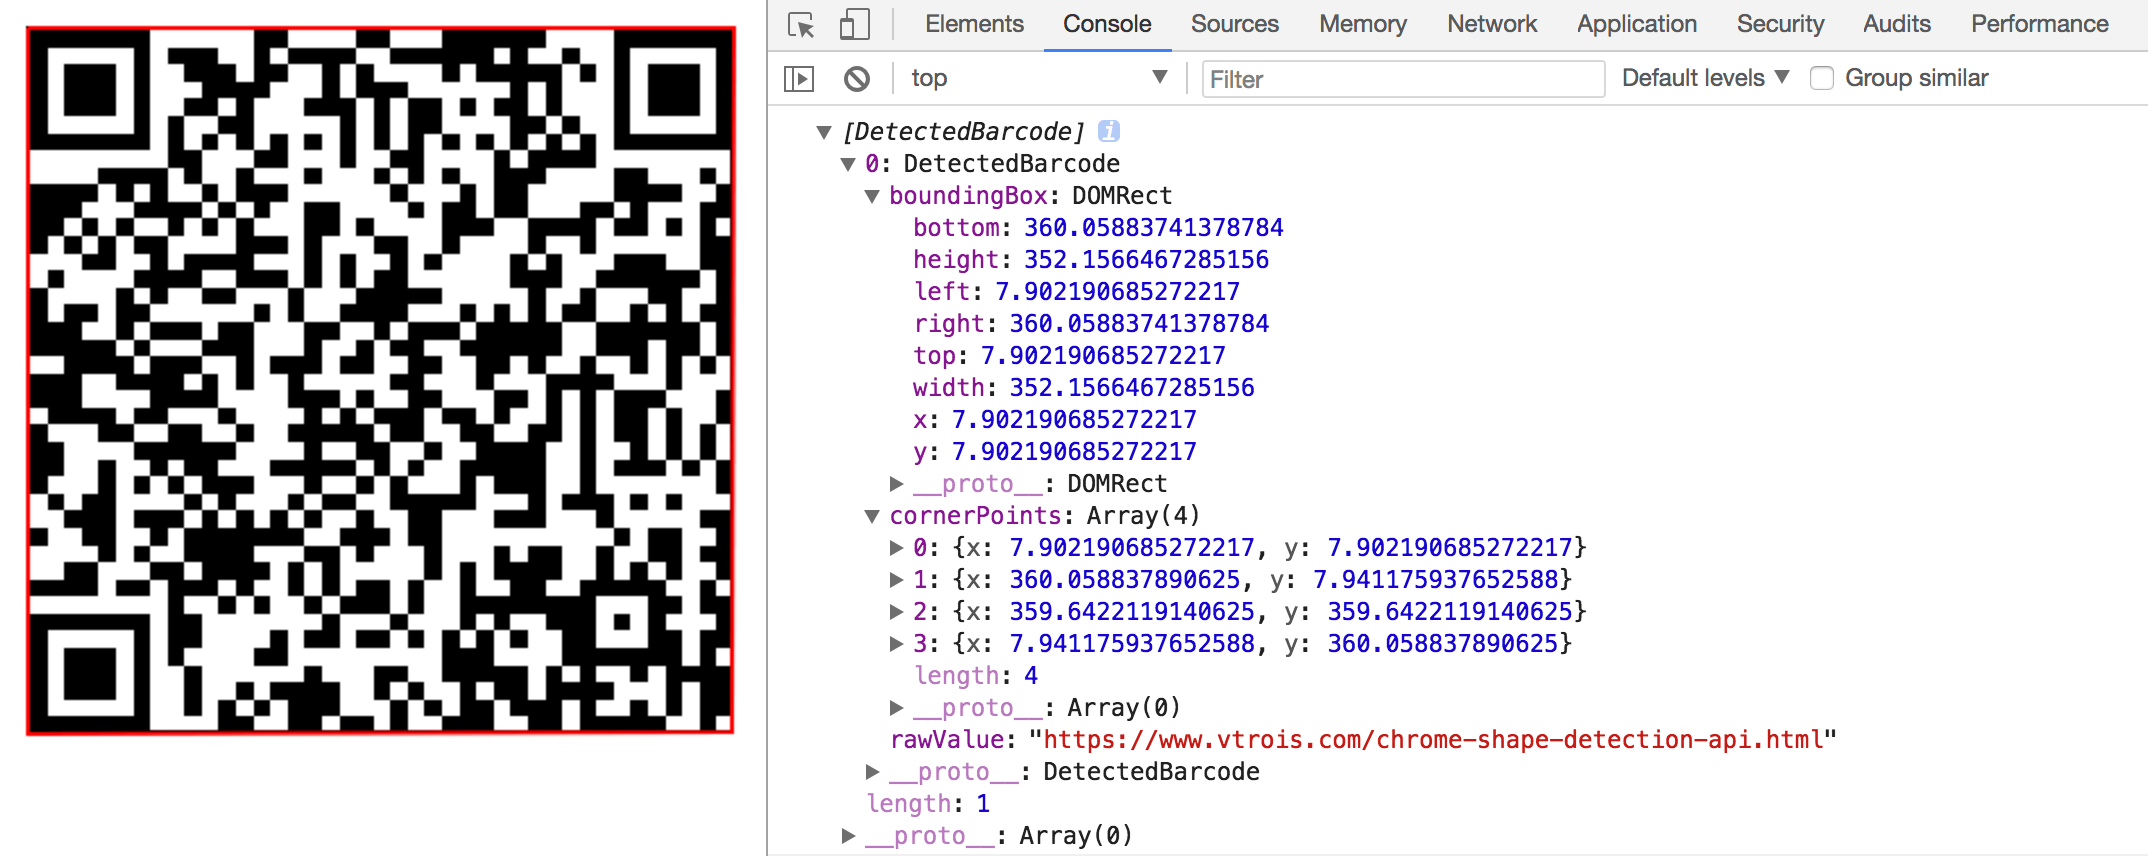 Elements Console Sources Memory Network Application Security Audits Performance
top Filter Default levels Group similar
[DetectedBarcode] i
0: DetectedBarcode
boundingBox: DOMRect
bottom: 360.05883741378784
height: 352.1566467285156
left: 7.902190685272217
right: 360.05883741378784
top: 7.902190685272217
width: 352.1566467285156
x: 7.902190685272217
y: 7.902190685272217
__proto__: DOMRect
cornerPoints: Array(4)
0: {x: 7.902190685272217, y: 7.902190685272217}
1: {x: 360.058837890625, y: 7.941175937652588}
2: {x: 359.6422119140625, y: 359.6422119140625}
3: {x: 7.941175937652588, y: 360.058837890625}
length: 4
__proto__: Array(0)
rawValue: "https://www.vtrois.com/chrome-shape-detection-api.html"
__proto__: DetectedBarcode
length: 1
__proto__: Array(0)